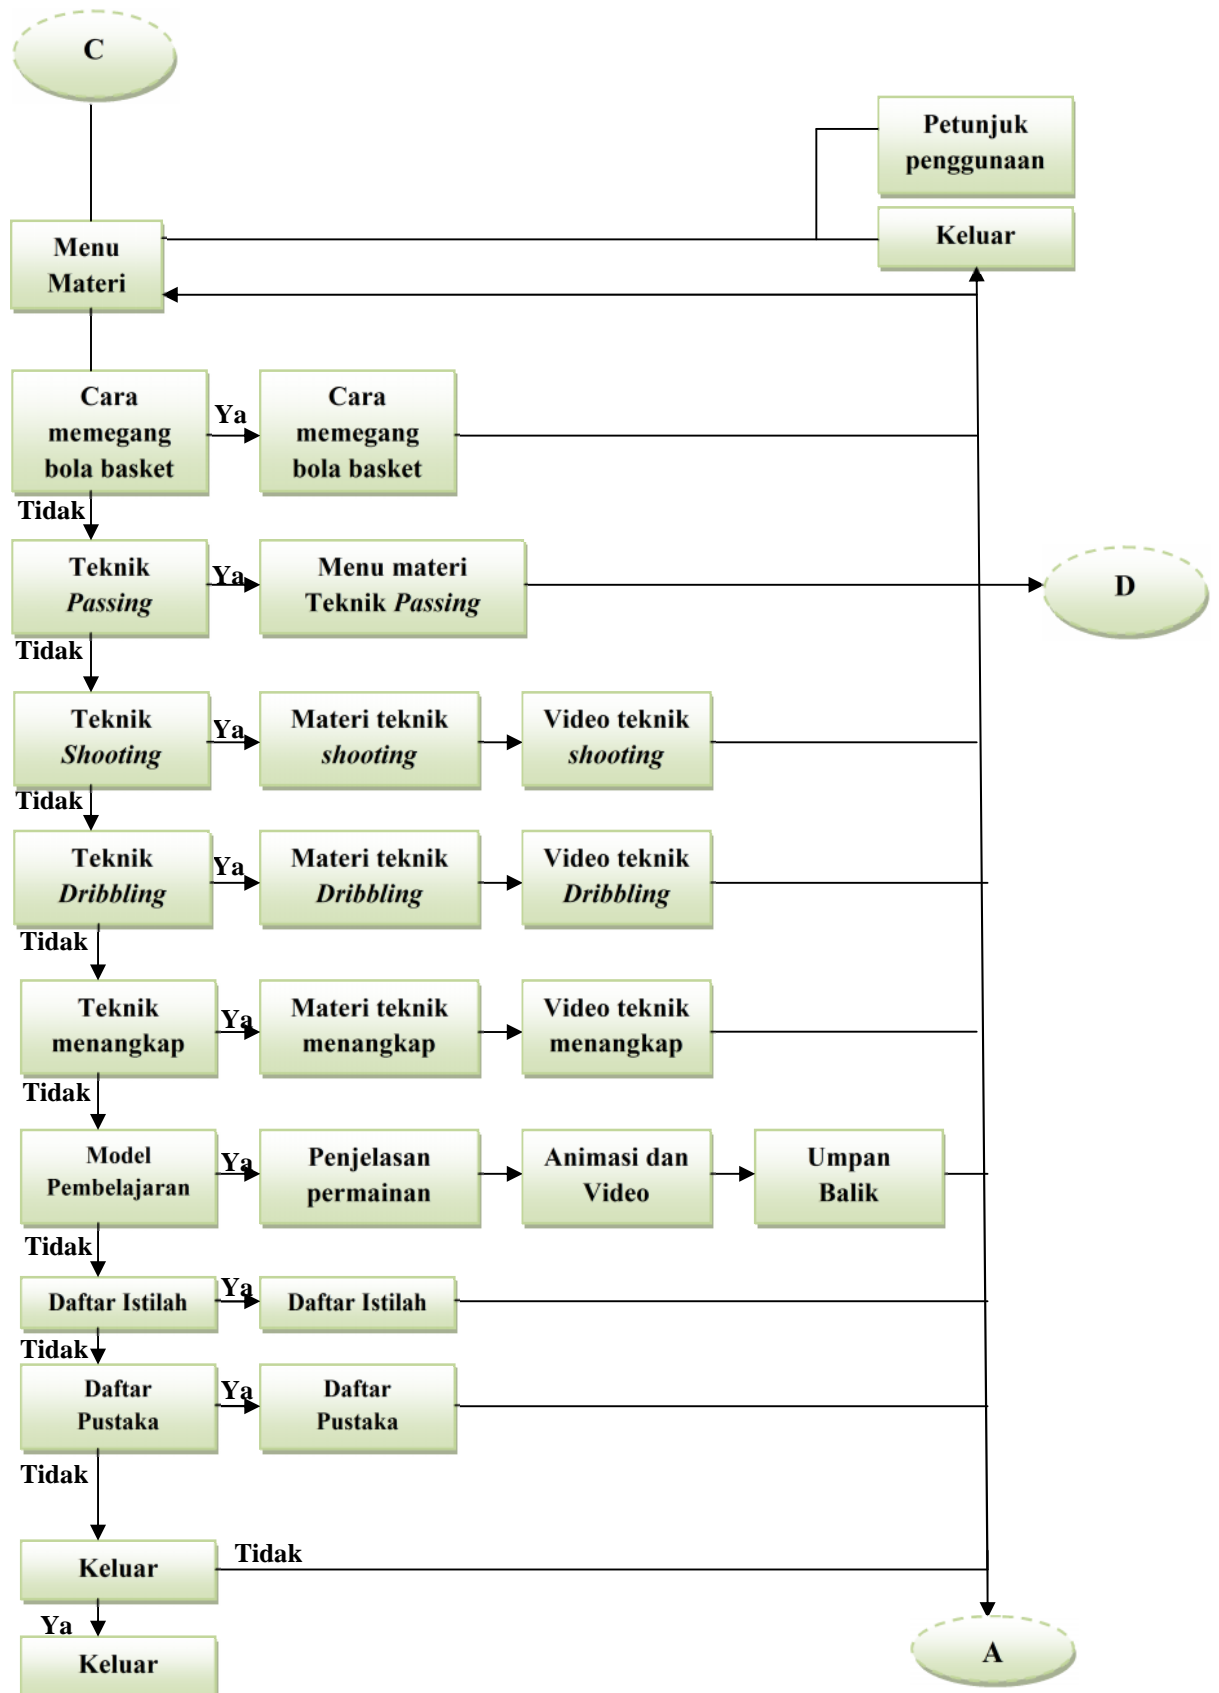 C
Petunjuk
penggunaan
Keluar
Menu
Materi
Cara
memegang
bola basket
Ya
Cara
memegang
bola basket
Tidak
Teknik
Passing
Ya
Menu materi
Teknik Passing
D
Tidak
Teknik
Shooting
Ya
Materi teknik
shooting
Video teknik
shooting
Tidak
Teknik
Dribbling
Ya
Materi teknik
Dribbling
Video teknik
Dribbling
Tidak
Teknik
menangkap
Ya
Materi teknik
menangkap
Video teknik
menangkap
Tidak
Model
Pembelajaran
Ya
Penjelasan
permainan
Animasi dan
Video
Umpan
Balik
Tidak
Daftar Istilah
Ya
Daftar Istilah
Tidak
Daftar
Pustaka
Ya
Daftar
Pustaka
Tidak
Keluar
Tidak
Ya
Keluar
A